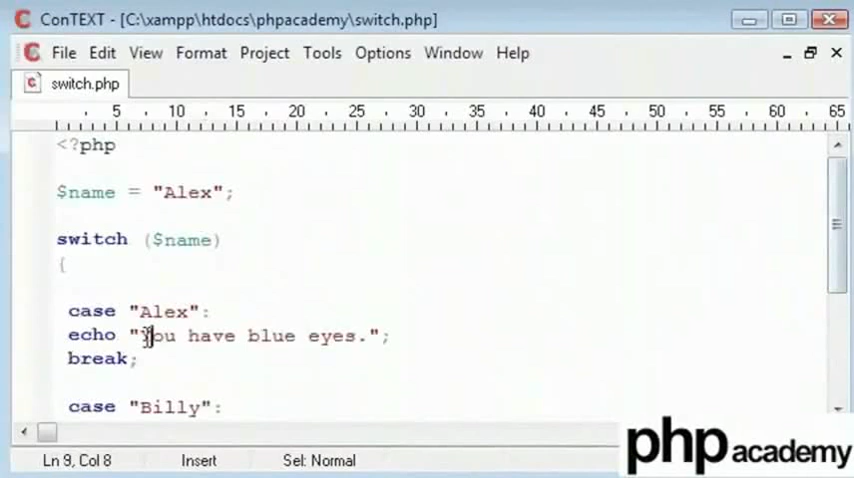 ConTEXT - [C:\xampp\htdocs\phpacademy\switch.php]
File Edit View Format Project Tools Options Window Help
switch.php
5 10 15 20 25 30 35 40 45 50 55 60 65
<?php
$name = "Alex";
switch ($name)
{
case "Alex":
echo "You have blue eyes.";
break;
case "Billy":
Ln 9, Col 8 Insert Sel: Normal
php academy